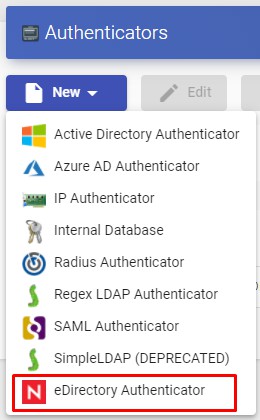 Authenticators
New
Edit
Active Directory Authenticator
Azure AD Authenticator
IP Authenticator
Internal Database
Radius Authenticator
Regex LDAP Authenticator
SAML Authenticator
SimpleLDAP (DEPRECATED)
N eDirectory Authenticator